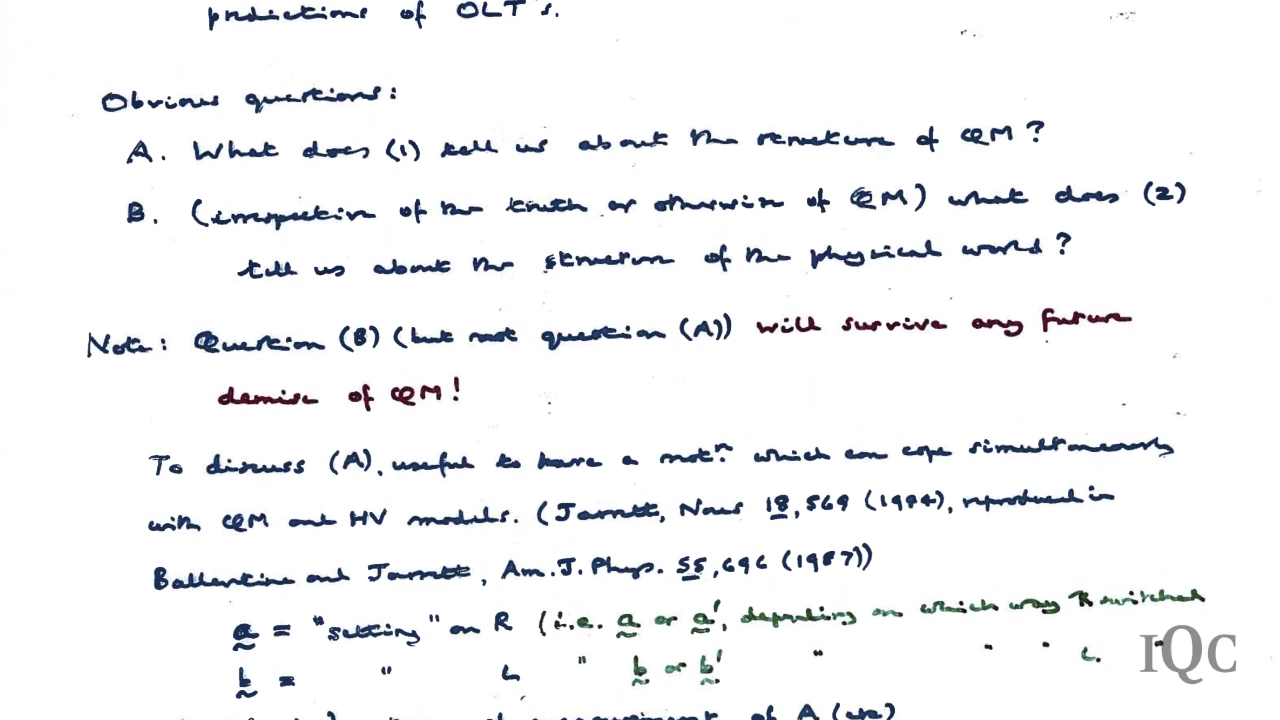 predictions of OLT's.
Obvious questions:
A. What does (1) tell us about the structure of QM?
B. (irrespective of the truth or otherwise of QM) what does (2)
tell us about the structure of the physical world?
Note: Question (B) (but not question (A)) will survive any future
demise of QM!
To discuss (A), useful to have a notn. which can cope simultaneously
with QM and HV models. (Jarrett, Nous 18, 569 (1984), reproduced in
Ballentine and Jarrett, Am. J. Phys. 55, 696 (1987))
a = "setting" on R (i.e. a or a', depending on which way R switched
b = " L " b or b' " " " L. "
measurement of A (etc)
IQC